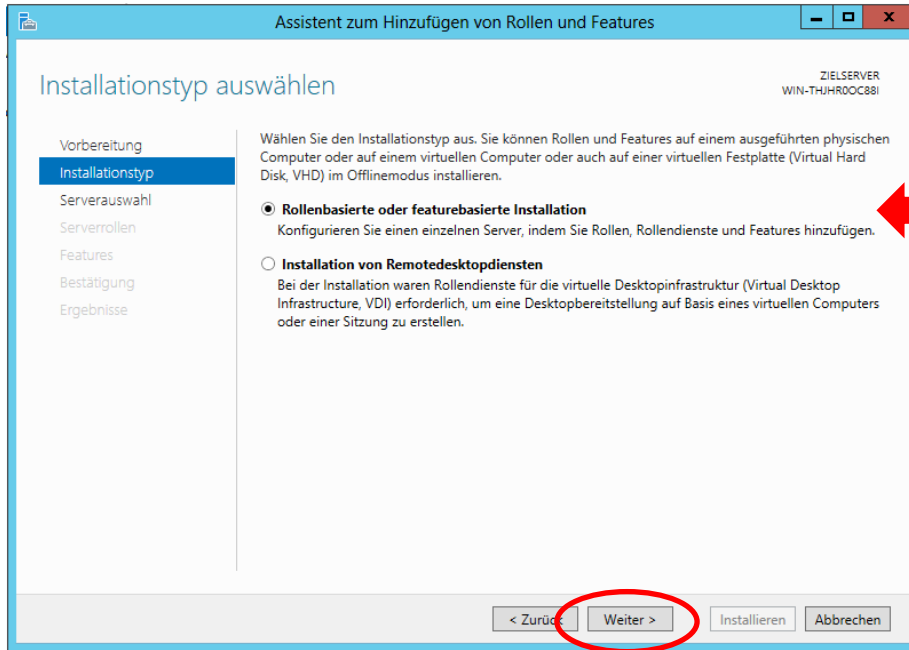 Assistent zum Hinzufügen von Rollen und Features
Installationstyp auswählen
ZIELSERVER
WIN-THJHR0OC88I
Vorbereitung
Installationstyp
Serverauswahl
Serverrollen
Features
Bestätigung
Ergebnisse
Wählen Sie den Installationstyp aus. Sie können Rollen und Features auf einem ausgeführten physischen
Computer oder auf einem virtuellen Computer oder auch auf einer virtuellen Festplatte (Virtual Hard
Disk, VHD) im Offlinemodus installieren.
Rollenbasierte oder featurebasierte Installation
Konfigurieren Sie einen einzelnen Server, indem Sie Rollen, Rollendienste und Features hinzufügen.
Installation von Remotedesktopdiensten
Bei der Installation waren Rollendienste für die virtuelle Desktopinfrastruktur (Virtual Desktop
Infrastructure, VDI) erforderlich, um eine Desktopbereitstellung auf Basis eines virtuellen Computers
oder einer Sitzung zu erstellen.
< Zurück Weiter > Installieren Abbrechen